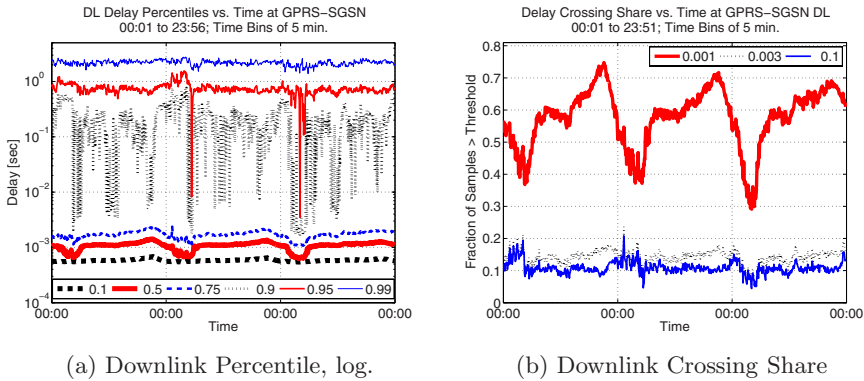 DL Delay Percentiles vs. Time at GPRS−SGSN
00:01 to 23:56; Time Bins of 5 min.
Delay [sec]
10^0
10^−1
10^−2
10^−3
10^−4
0.1 0.5 0.75 0.9 0.95 0.99
00:00 00:00 00:00 00:00
Time
(a) Downlink Percentile, log.
Delay Crossing Share at GPRS−SGSN DL
00:01 to 23:51; Time Bins of 5 min.
Fraction of Samples > Threshold
0.001 0.003 0.1
0.8
0.7
0.6
0.5
0.4
0.3
0.2
0.1
0
00:00 00:00 00:00 00:00
Time
(b) Downlink Crossing Share